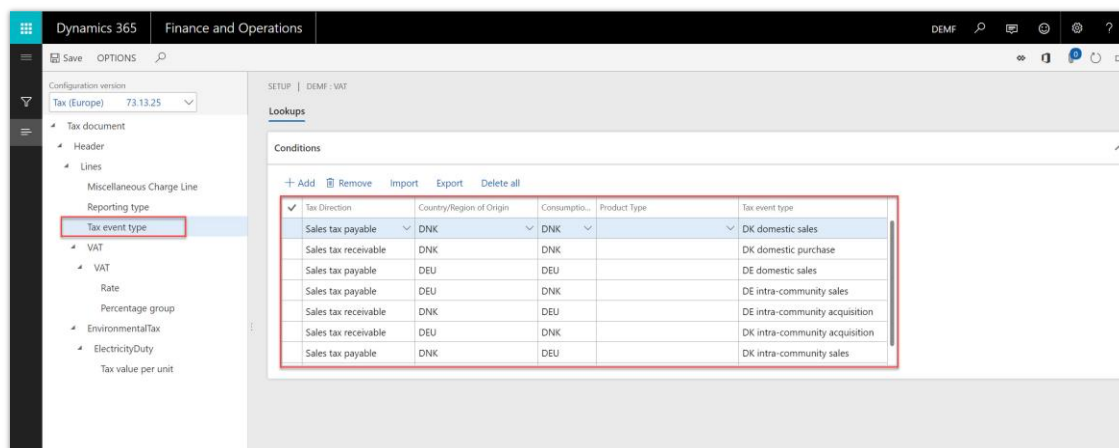 Dynamics 365 Finance and Operations DEMF ?
Save OPTIONS 0
Configuration version
Tax (Europe) 73.13.25
Tax document
Header
Lines
Miscellaneous Charge Line
Reporting type
Tax event type
VAT
VAT
Rate
Percentage group
EnvironmentalTax
ElectricityDuty
Tax value per unit
SETUP | DEMF : VAT
Lookups
Conditions
Add Remove Import Export Delete all
Tax Direction Country/Region of Origin Consumptio... Product Type Tax event type
Sales tax payable DNK DNK DK domestic sales
Sales tax receivable DNK DNK DK domestic purchase
Sales tax payable DEU DEU DE domestic sales
Sales tax payable DEU DNK DE intra-community sales
Sales tax receivable DNK DEU DE intra-community acquisition
Sales tax receivable DEU DNK DK intra-community acquisition
Sales tax payable DNK DEU DK intra-community sales